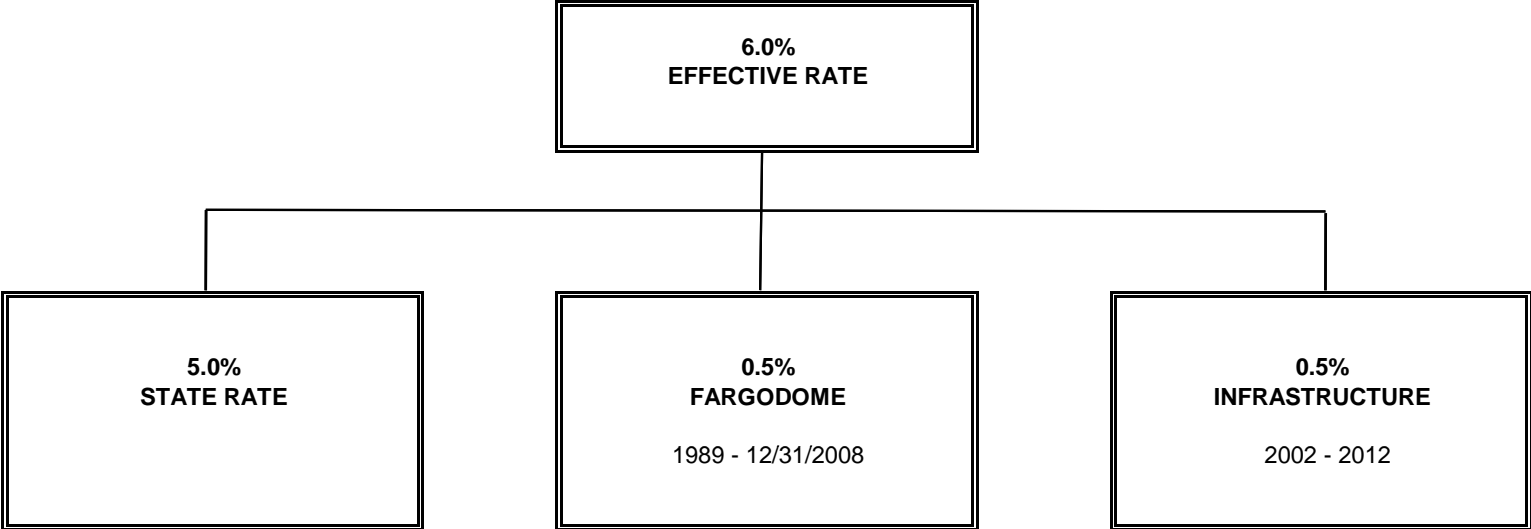 6.0%
EFFECTIVE RATE
5.0%
STATE RATE
0.5%
FARGODOME
1989 - 12/31/2008
0.5%
INFRASTRUCTURE
2002 - 2012